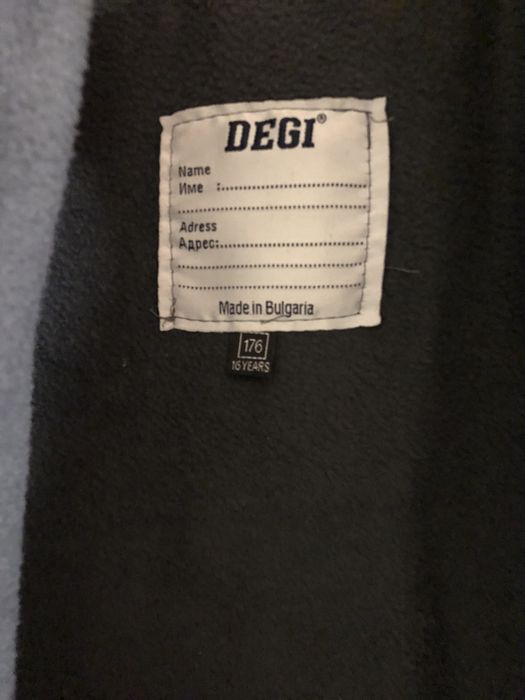 DEGI®
Name
Име :
Adress
Адрес:
Made in Bulgaria
176
16 YEARS